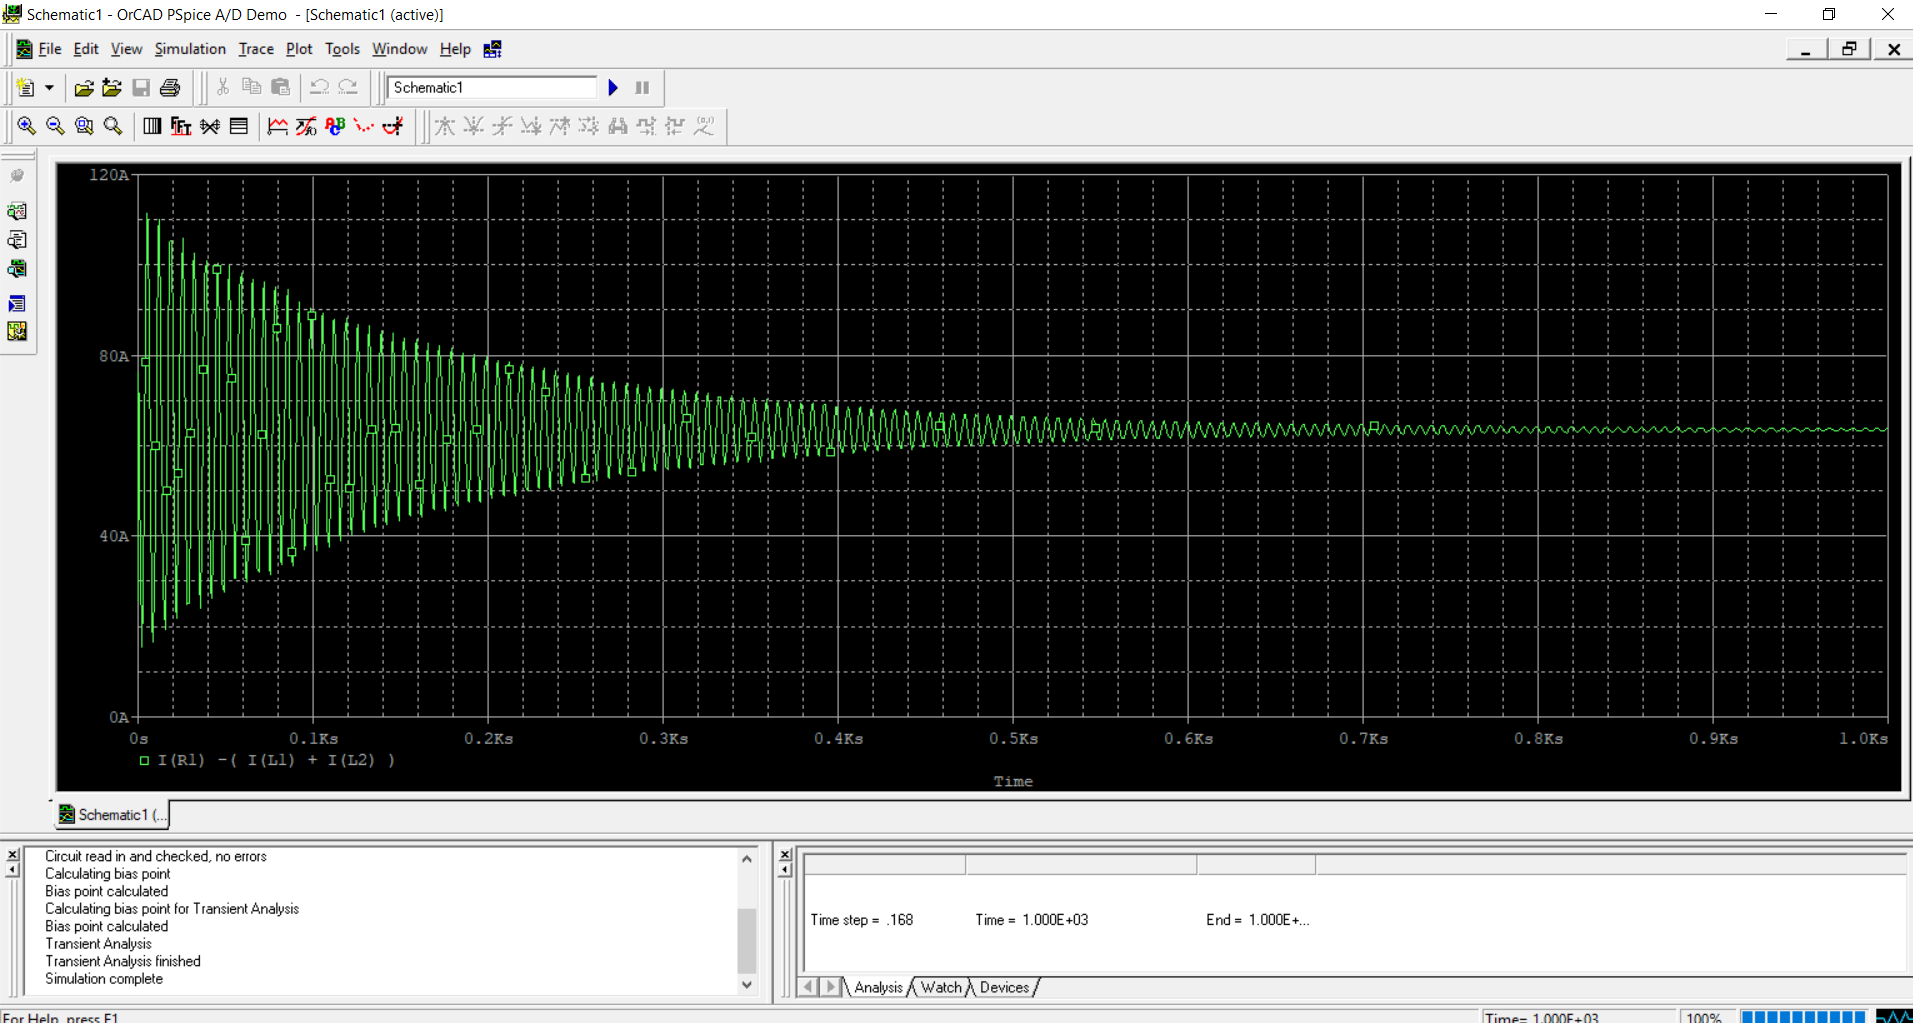 Schematic1 - OrCAD PSpice A/D Demo - [Schematic1 (active)]
File Edit View Simulation Trace Plot Tools Window Help
Schematic1
120A
80A
40A
0A
0s 0.1Ks 0.2Ks 0.3Ks 0.4Ks 0.5Ks 0.6Ks 0.7Ks 0.8Ks 0.9Ks 1.0Ks
I(R1) -( I(L1) + I(L2) )
Time
Schematic1 (...
Circuit read in and checked, no errors
Calculating bias point
Bias point calculated
Calculating bias point for Transient Analysis
Bias point calculated
Transient Analysis
Transient Analysis finished
Simulation complete
Time step = .168 Time = 1.000E+03 End = 1.000E+...
Analysis Watch Devices
For Help, press F1 Time= 1.000E+03 100%